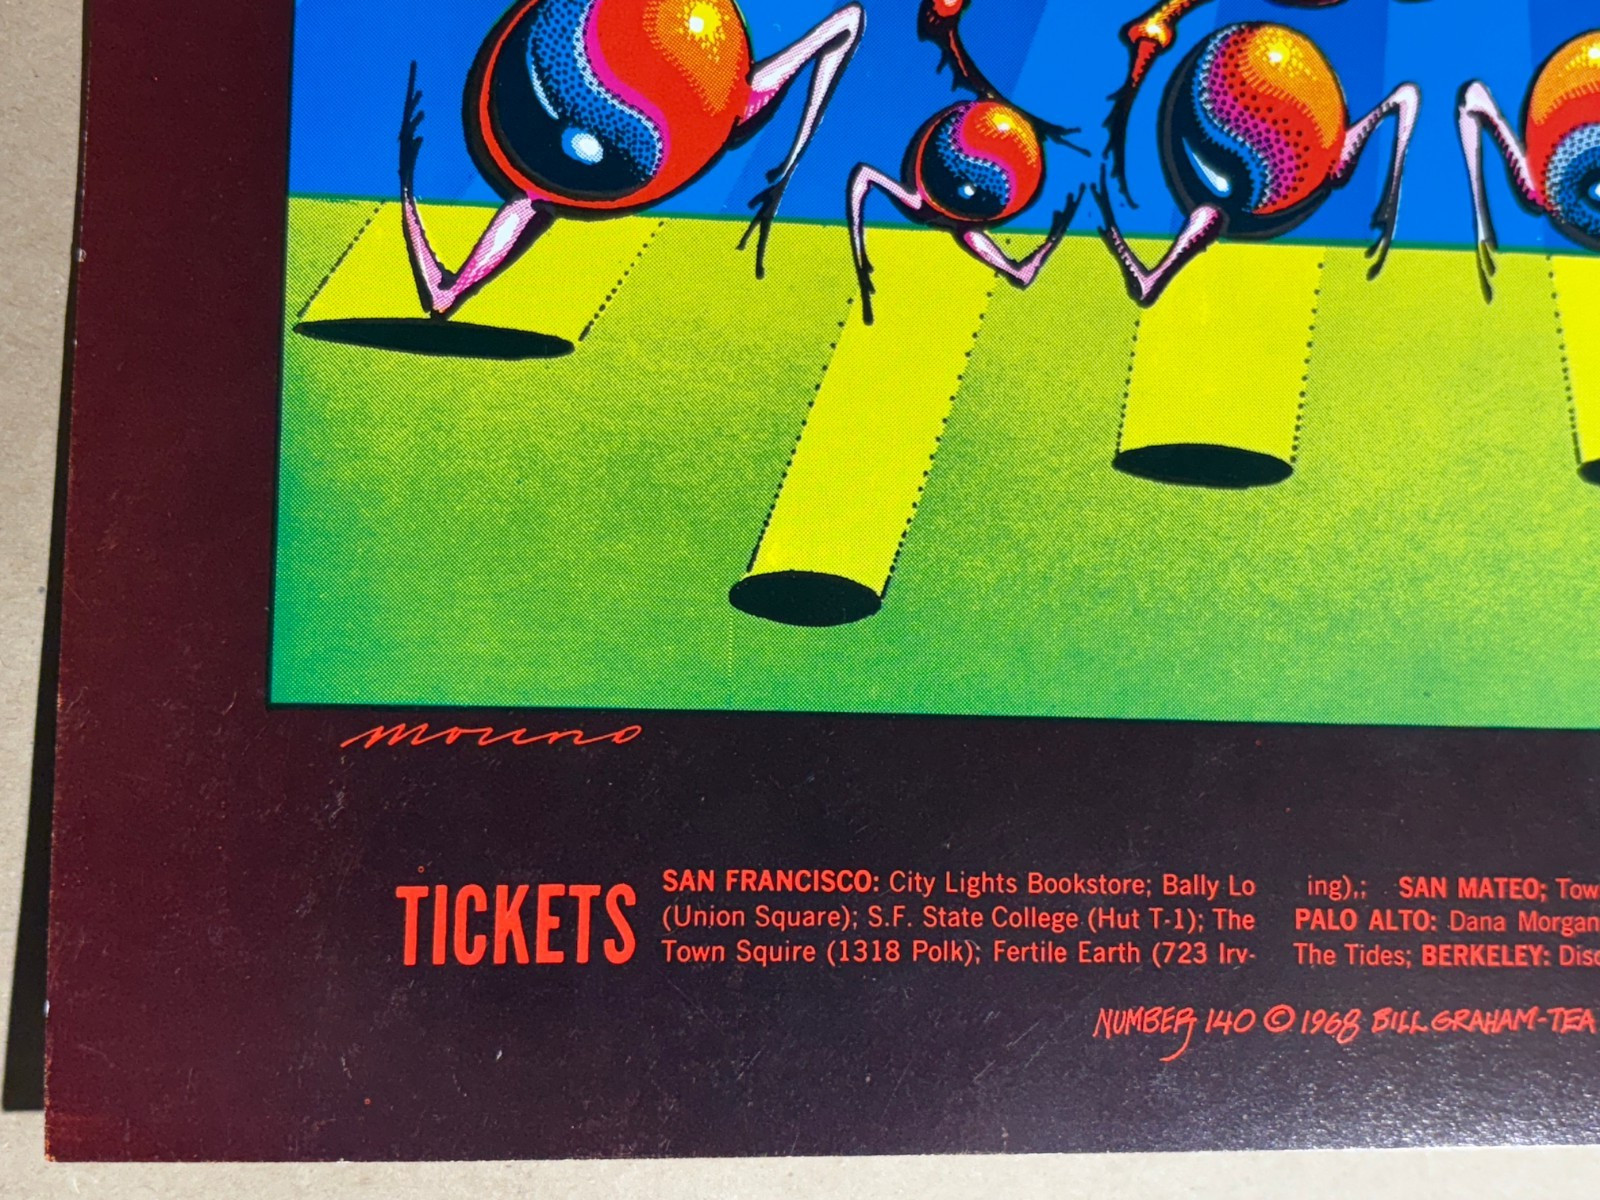 mouno
TICKETS
SAN FRANCISCO: City Lights Bookstore; Bally Lo
(Union Square); S.F. State College (Hut T-1); The
Town Squire (1318 Polk); Fertile Earth (723 Irv-
ing),; SAN MATEO; Tow
PALO ALTO: Dana Morgan
The Tides; BERKELEY: Disc
NUMBER 140 © 1968 BILL GRAHAM-TEA